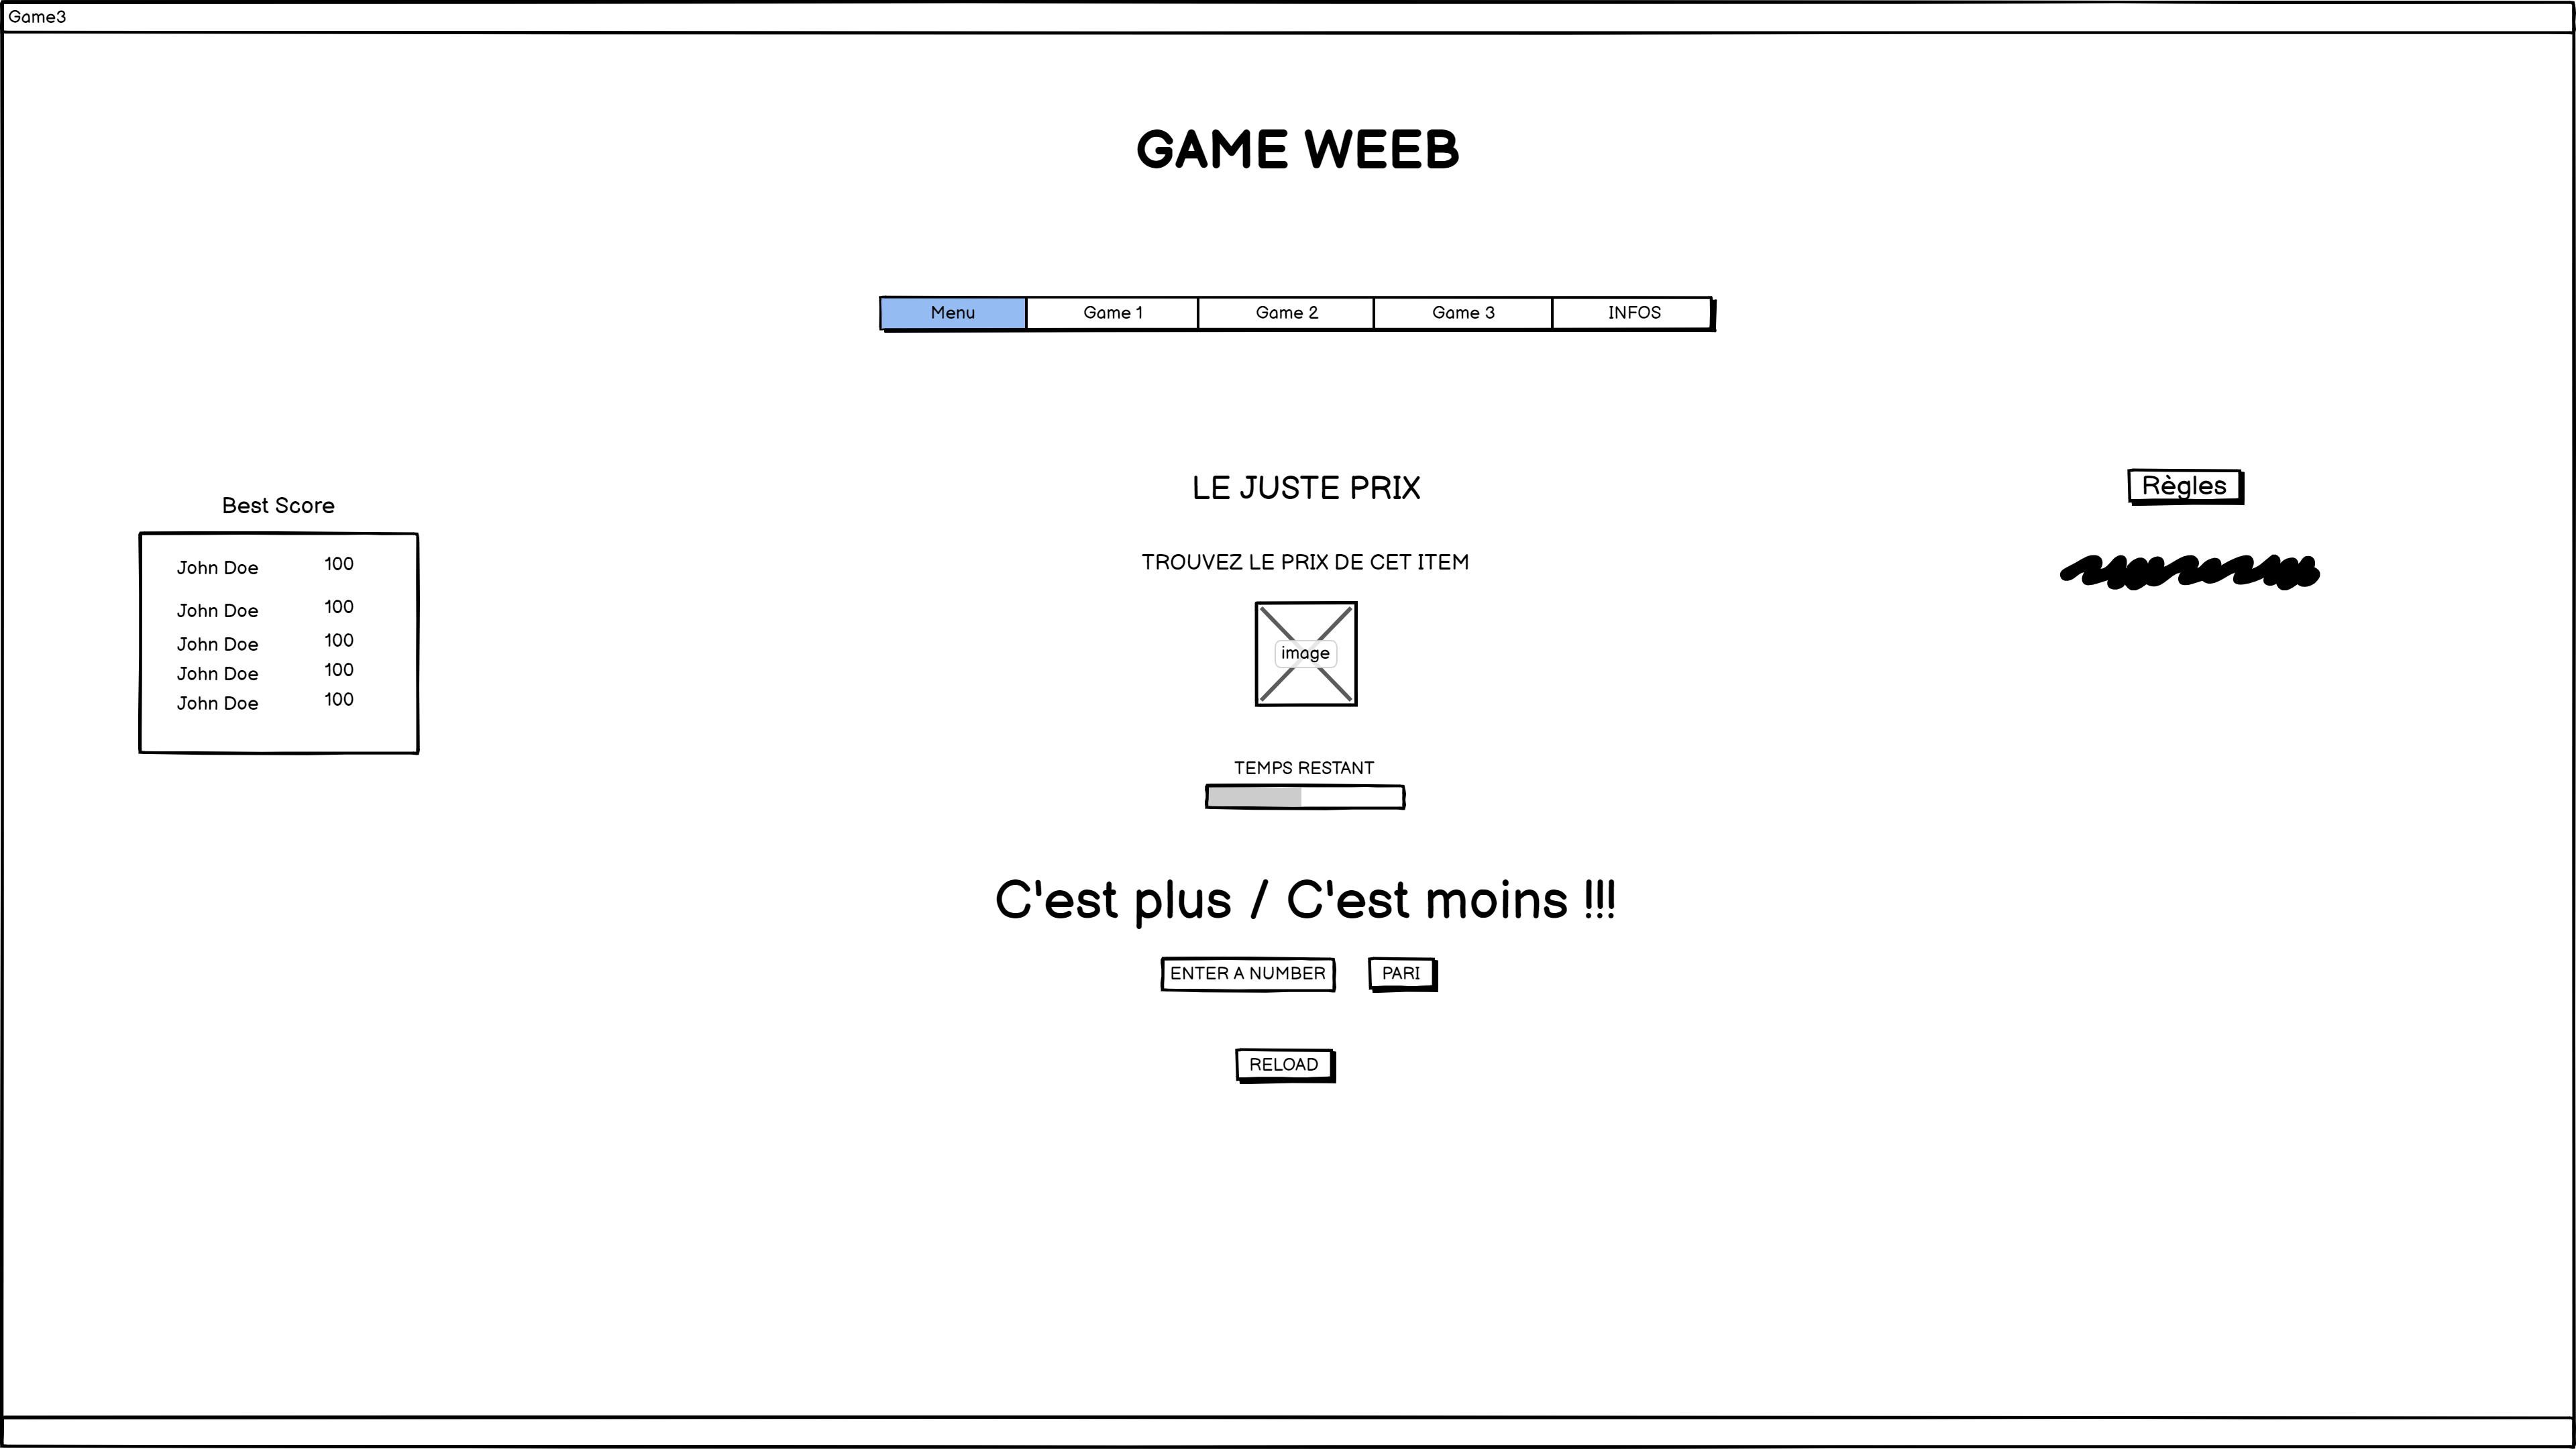 Game3
GAME WEEB
Menu Game 1 Game 2 Game 3 INFOS
Best Score
John Doe 100
John Doe 100
John Doe 100
John Doe 100
John Doe 100
LE JUSTE PRIX
TROUVEZ LE PRIX DE CET ITEM
image
TEMPS RESTANT
C'est plus / C'est moins !!!
ENTER A NUMBER PARI
RELOAD
Règles